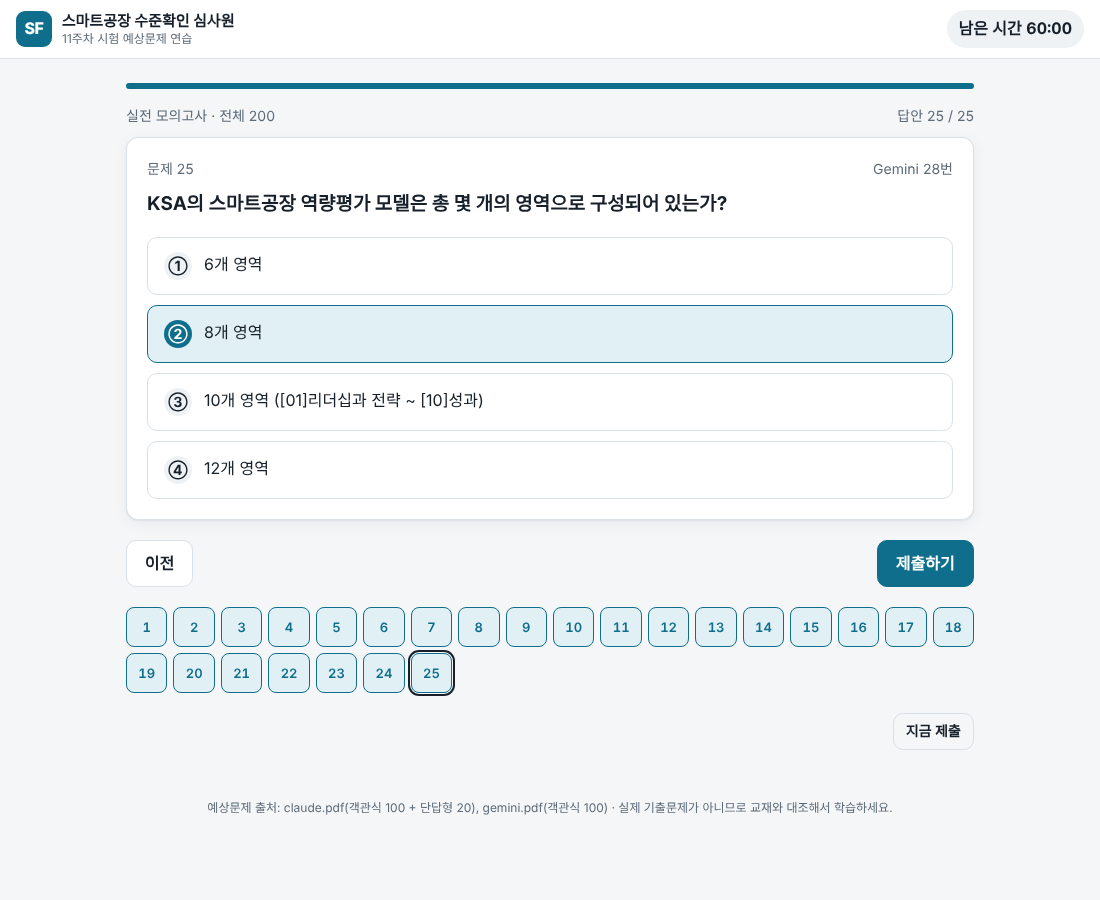 SF
스마트공장 수준확인 심사원
11주차 시험 예상문제 연습
남은 시간 60:00
실전 모의고사 · 전체 200
답안 25 / 25
문제 25
Gemini 28번
KSA의 스마트공장 역량평가 모델은 총 몇 개의 영역으로 구성되어 있는가?
① 6개 영역
② 8개 영역
③ 10개 영역 ([01]리더십과 전략 ~ [10]성과)
④ 12개 영역
이전
제출하기
1 2 3 4 5 6 7 8 9 10 11 12 13 14 15 16 17 18
19 20 21 22 23 24 25
지금 제출
예상문제 출처: claude.pdf(객관식 100 + 단답형 20), gemini.pdf(객관식 100) · 실제 기출문제가 아니므로 교재와 대조해서 학습하세요.